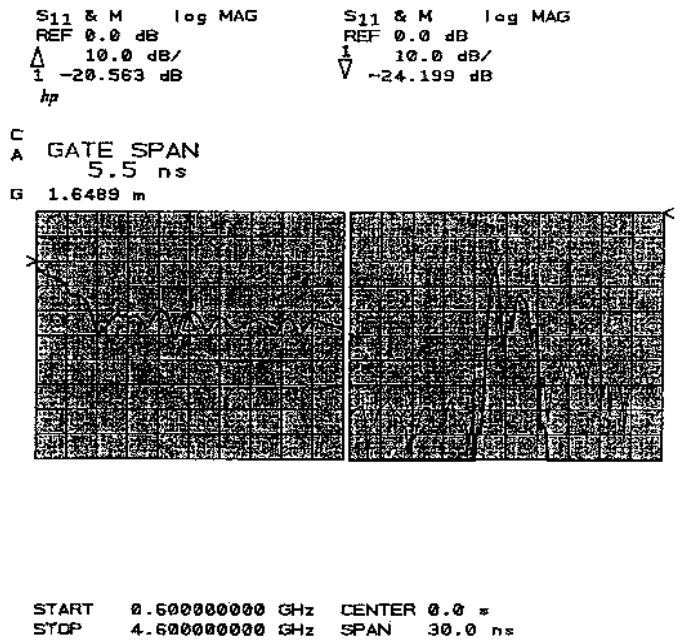 S11 & M log MAG
REF 0.0 dB
10.0 dB/
1 -20.563 dB
hp
S11 & M log MAG
REF 0.0 dB
1 10.0 dB/
-24.199 dB
C
A GATE SPAN
5.5 ns
G 1.6489 m
START 0.600000000 GHz
STOP 4.600000000 GHz
CENTER 0.0 s
SPAN 30.0 ns